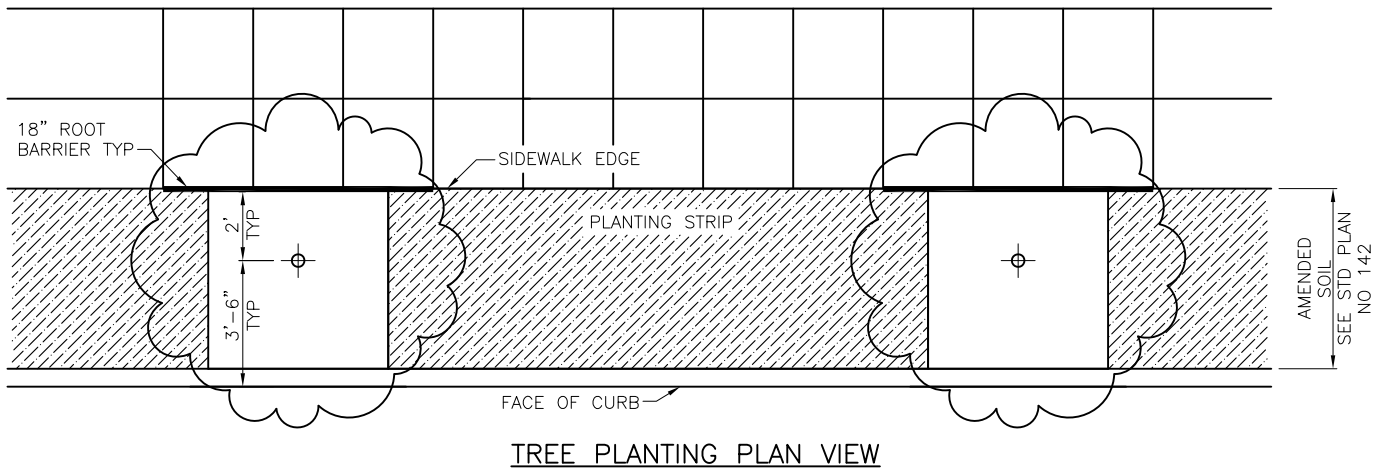 18" ROOT
BARRIER TYP
SIDEWALK EDGE
PLANTING STRIP
2'
TYP
3'-6"
TYP
AMENDED
SOIL
SEE STD PLAN
NO 142
FACE OF CURB
TREE PLANTING PLAN VIEW